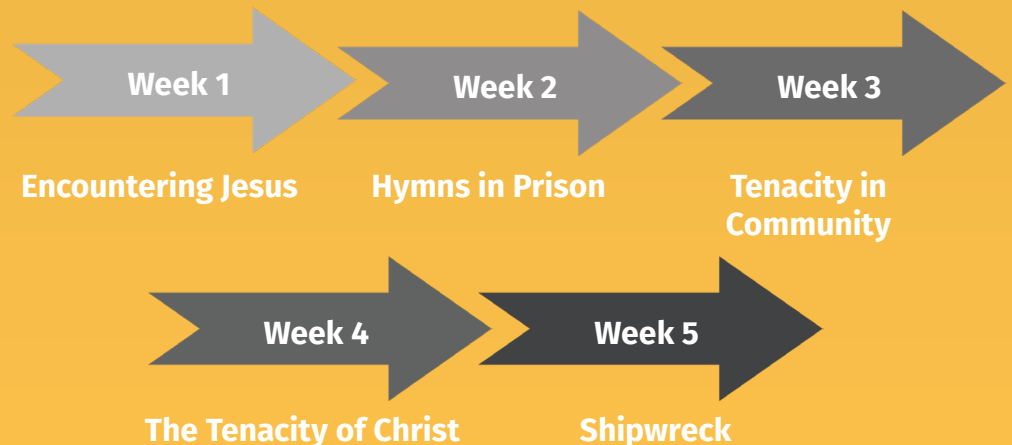 Week 1
Week 2
Week 3
Encountering Jesus
Hymns in Prison
Tenacity in
Community
Week 4
Week 5
The Tenacity of Christ
Shipwreck